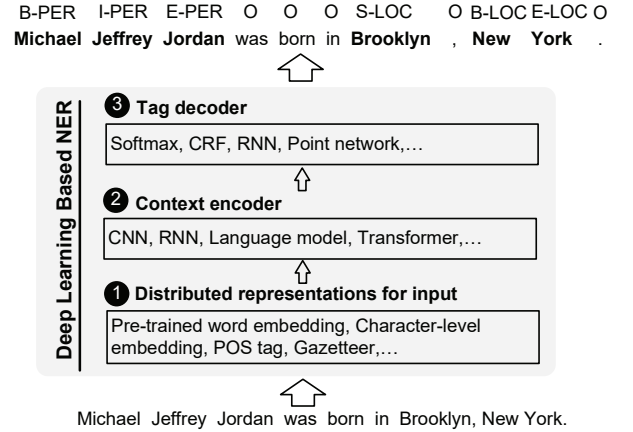 B-PER I-PER E-PER O O O S-LOC O B-LOC E-LOC O
Michael Jeffrey Jordan was born in Brooklyn , New York .
Deep Learning Based NER
3 Tag decoder
Softmax, CRF, RNN, Point network,...
2 Context encoder
CNN, RNN, Language model, Transformer,...
1 Distributed representations for input
Pre-trained word embedding, Character-level
embedding, POS tag, Gazetteer,...
Michael Jeffrey Jordan was born in Brooklyn, New York.